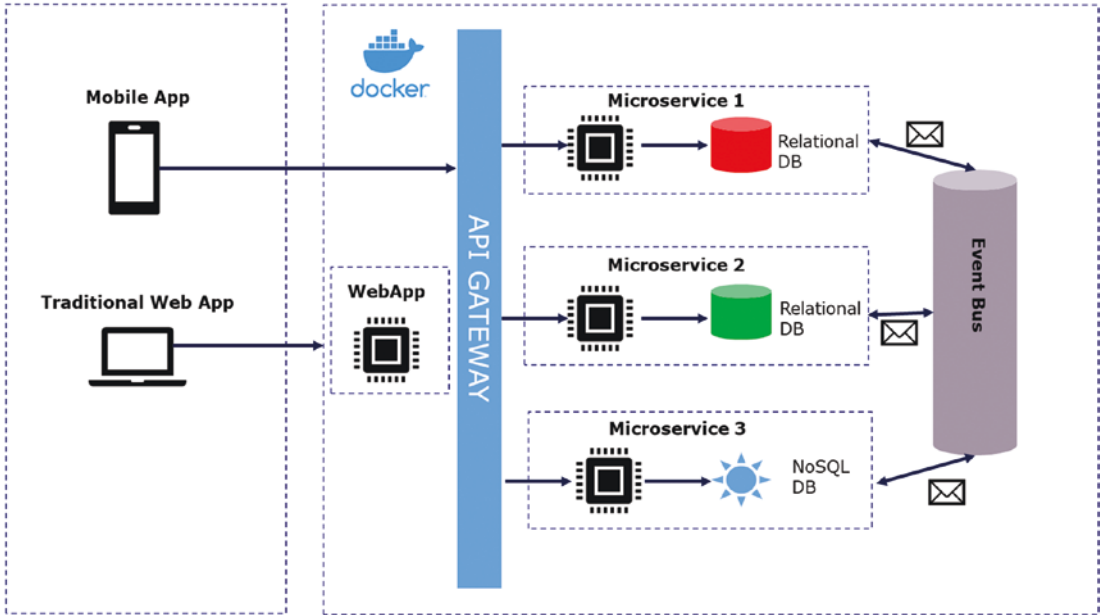 Mobile App
Traditional Web App
docker
WebApp
API GATEWAY
Microservice 1
Relational
DB
Microservice 2
Relational
DB
Microservice 3
NoSQL
DB
Event Bus